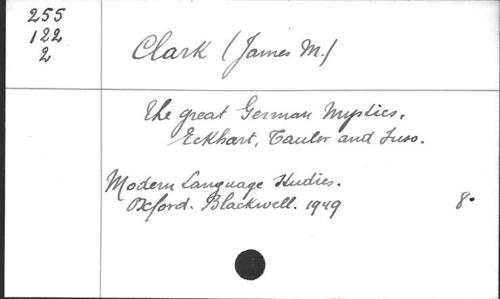 255
122
2
Clark (James M.)
The great German Mystics.
Eckhart, Tauler and Suso.
Modern Language Studies.
Oxford. Blackwell. 1949
8°